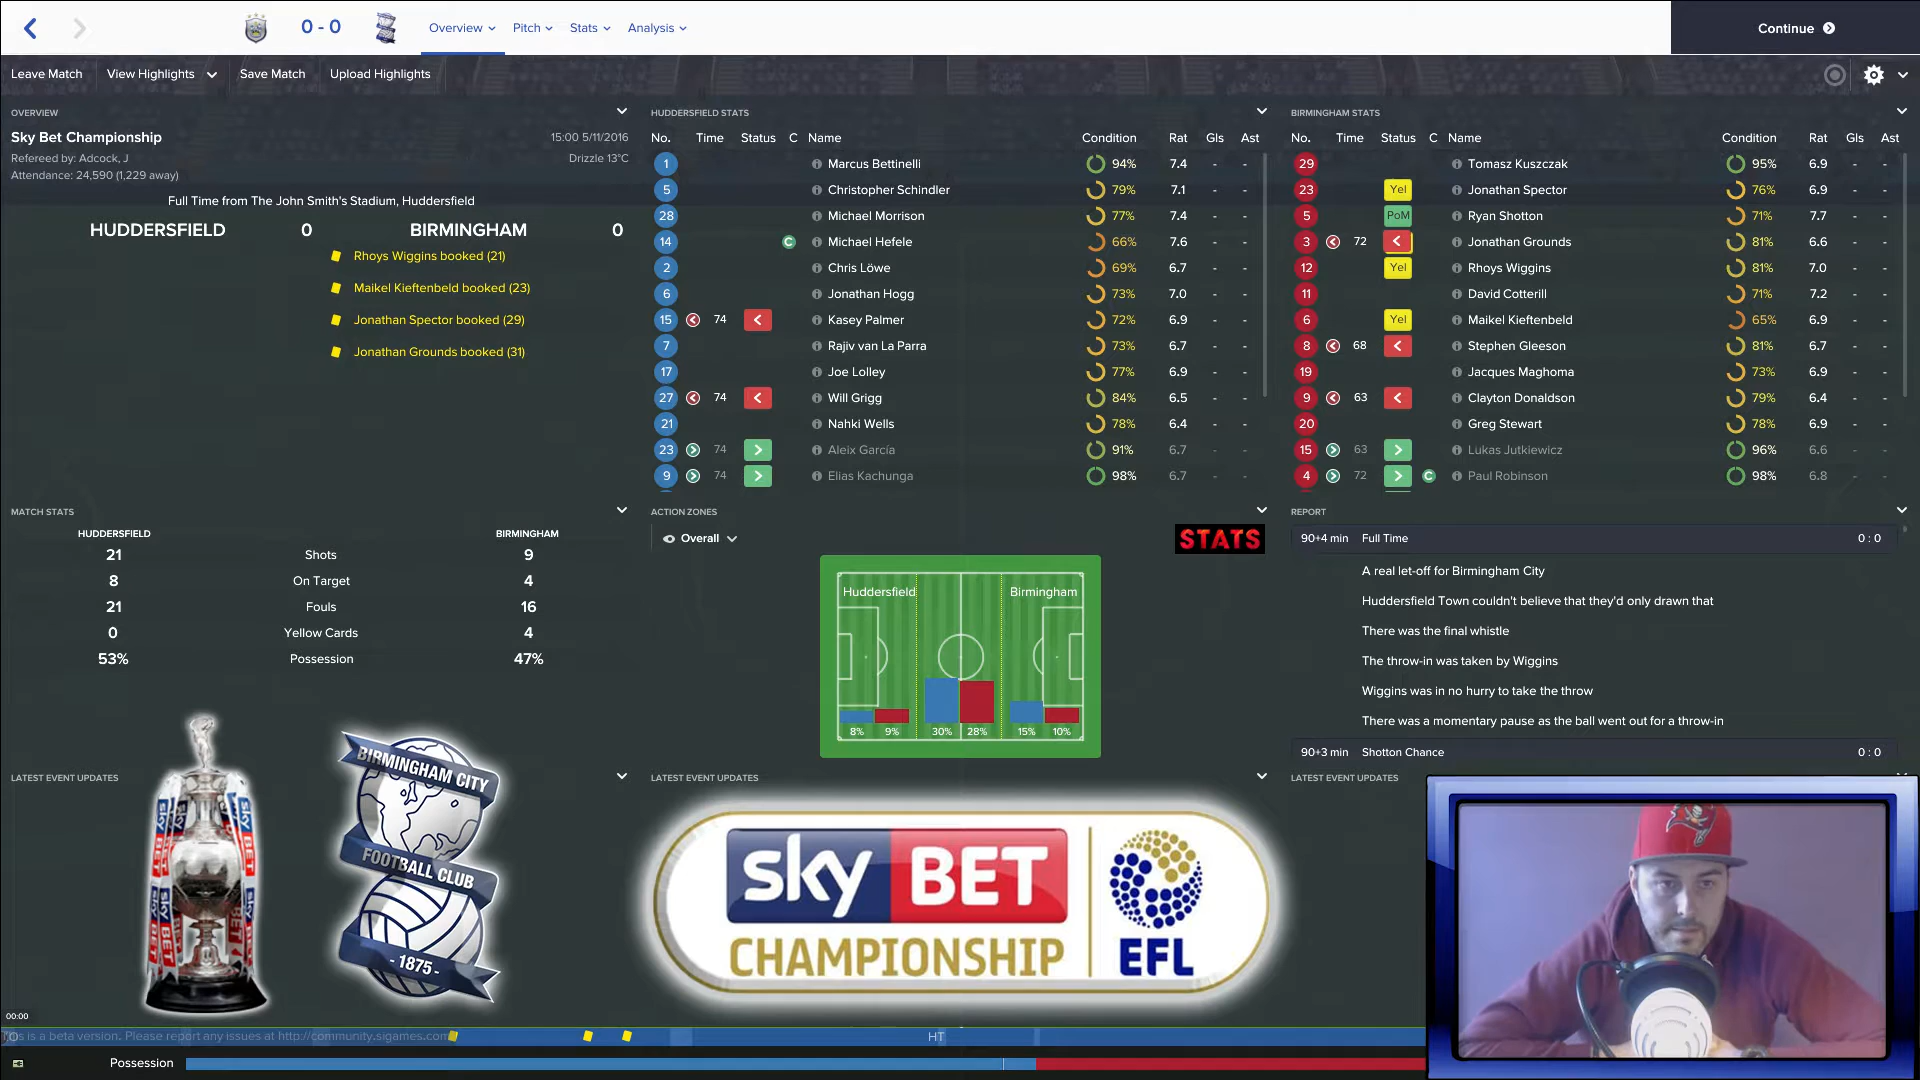 0 - 0
Overview
Pitch
Stats
Analysis
Continue
Leave Match
View Highlights
Save Match
Upload Highlights
OVERVIEW
Sky Bet Championship
15:00 5/11/2016
Refereed by: Adcock, J
Drizzle 13°C
Attendance: 24,590 (1,229 away)
Full Time from The John Smith's Stadium, Huddersfield
HUDDERSFIELD 0 BIRMINGHAM 0
Rhoys Wiggins booked (21)
Maikel Kieftenbeld booked (23)
Jonathan Spector booked (29)
Jonathan Grounds booked (31)
HUDDERSFIELD STATS
No. Time Status C Name Condition Rat Gls Ast
1 Marcus Bettinelli 94% 7.4 - -
5 Christopher Schindler 79% 7.1 - -
28 Michael Morrison 77% 7.4 - -
14 C Michael Hefele 66% 7.6 - -
2 Chris Löwe 69% 6.7 - -
6 Jonathan Hogg 73% 7.0 - -
15 74 Kasey Palmer 72% 6.9 - -
7 Rajiv van La Parra 73% 6.7 - -
17 Joe Lolley 77% 6.9 - -
27 74 Will Grigg 84% 6.5 - -
21 Nahki Wells 78% 6.4 - -
23 74 Aleix García 91% 6.7 - -
9 74 Elias Kachunga 98% 6.7 - -
BIRMINGHAM STATS
No. Time Status C Name Condition Rat Gls Ast
29 Tomasz Kuszczak 95% 6.9 - -
23 Yel Jonathan Spector 76% 6.9 - -
5 PoM Ryan Shotton 71% 7.7 - -
3 72 Jonathan Grounds 81% 6.6 - -
12 Yel Rhoys Wiggins 81% 7.0 - -
11 David Cotterill 71% 7.2 - -
6 Yel Maikel Kieftenbeld 65% 6.9 - -
8 68 Stephen Gleeson 81% 6.7 - -
19 Jacques Maghoma 73% 6.9 - -
9 63 Clayton Donaldson 79% 6.4 - -
20 Greg Stewart 78% 6.9 - -
15 63 Lukas Jutkiewicz 96% 6.6 - -
4 72 C Paul Robinson 98% 6.8 - -
MATCH STATS
HUDDERSFIELD BIRMINGHAM
21 Shots 9
8 On Target 4
21 Fouls 16
0 Yellow Cards 4
53% Possession 47%
ACTION ZONES
Overall
STATS
Huddersfield Birmingham
8% 9% 30% 28% 15% 10%
REPORT
90+4 min Full Time 0 : 0
A real let-off for Birmingham City
Huddersfield Town couldn't believe that they'd only drawn that
There was the final whistle
The throw-in was taken by Wiggins
Wiggins was in no hurry to take the throw
There was a momentary pause as the ball went out for a throw-in
90+3 min Shotton Chance 0 : 0
LATEST EVENT UPDATES
LATEST EVENT UPDATES
LATEST EVENT UPDATES
BIRMINGHAM CITY
FOOTBALL CLUB
- 1875 -
sky BET
CHAMPIONSHIP
EFL
00:00
is a beta version. Please report any issues at http://community.sigames.com
HT
Possession